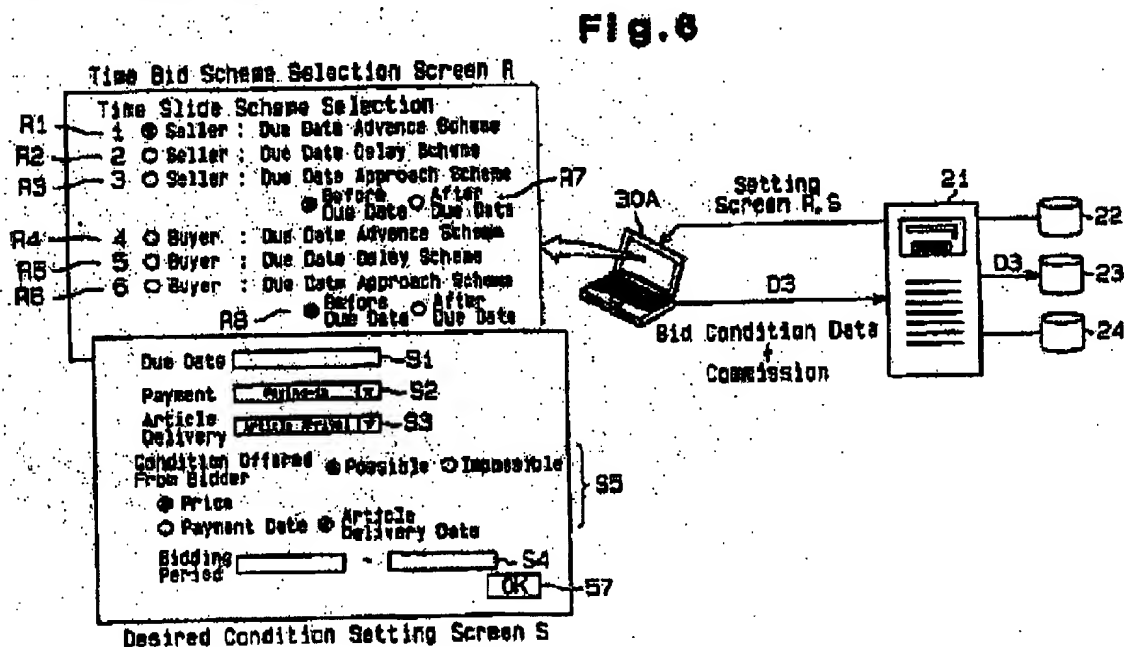 Fig.6
Time Bid Scheme Selection Screen R
Time Slide Scheme Selection
R1 1 Seller : Due Date Advance Scheme
R2 2 Seller : Due Date Delay Scheme
R3 3 Seller : Due Date Approach Scheme
Before Due Date After Due Date R7
R4 4 Buyer : Due Date Advance Scheme
R5 5 Buyer : Due Date Delay Scheme
R6 6 Buyer : Due Date Approach Scheme
R8 Before Due Date After Due Date
Due Date S1
Payment Paying-in S2
Article Delivery Article Arrival S3
Condition Offered From Bidder Possible Impossible S5
Price
Payment Date Article Delivery Date
Bidding Period ~ S4
OK S7
Desired Condition Setting Screen S
30A
Setting Screen R,S
D3
Bid Condition Data
+
Commission
21
22
D3
23
24